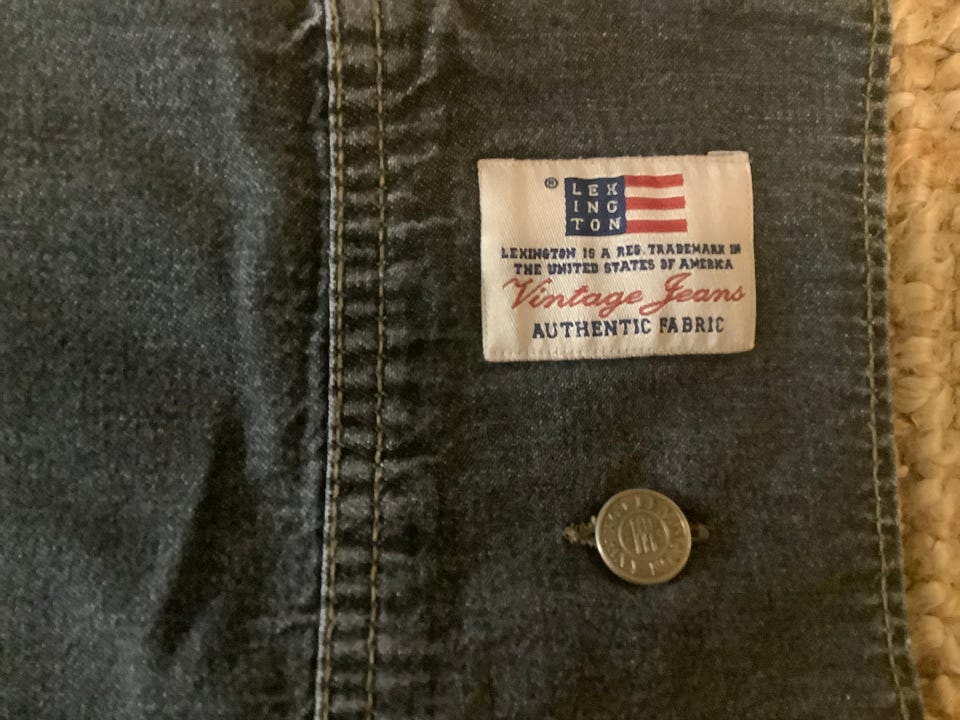 ® LEX
ING
TON
LEXINGTON IS A REG. TRADEMARK IN
THE UNITED STATES OF AMERICA
Vintage Jeans
AUTHENTIC FABRIC